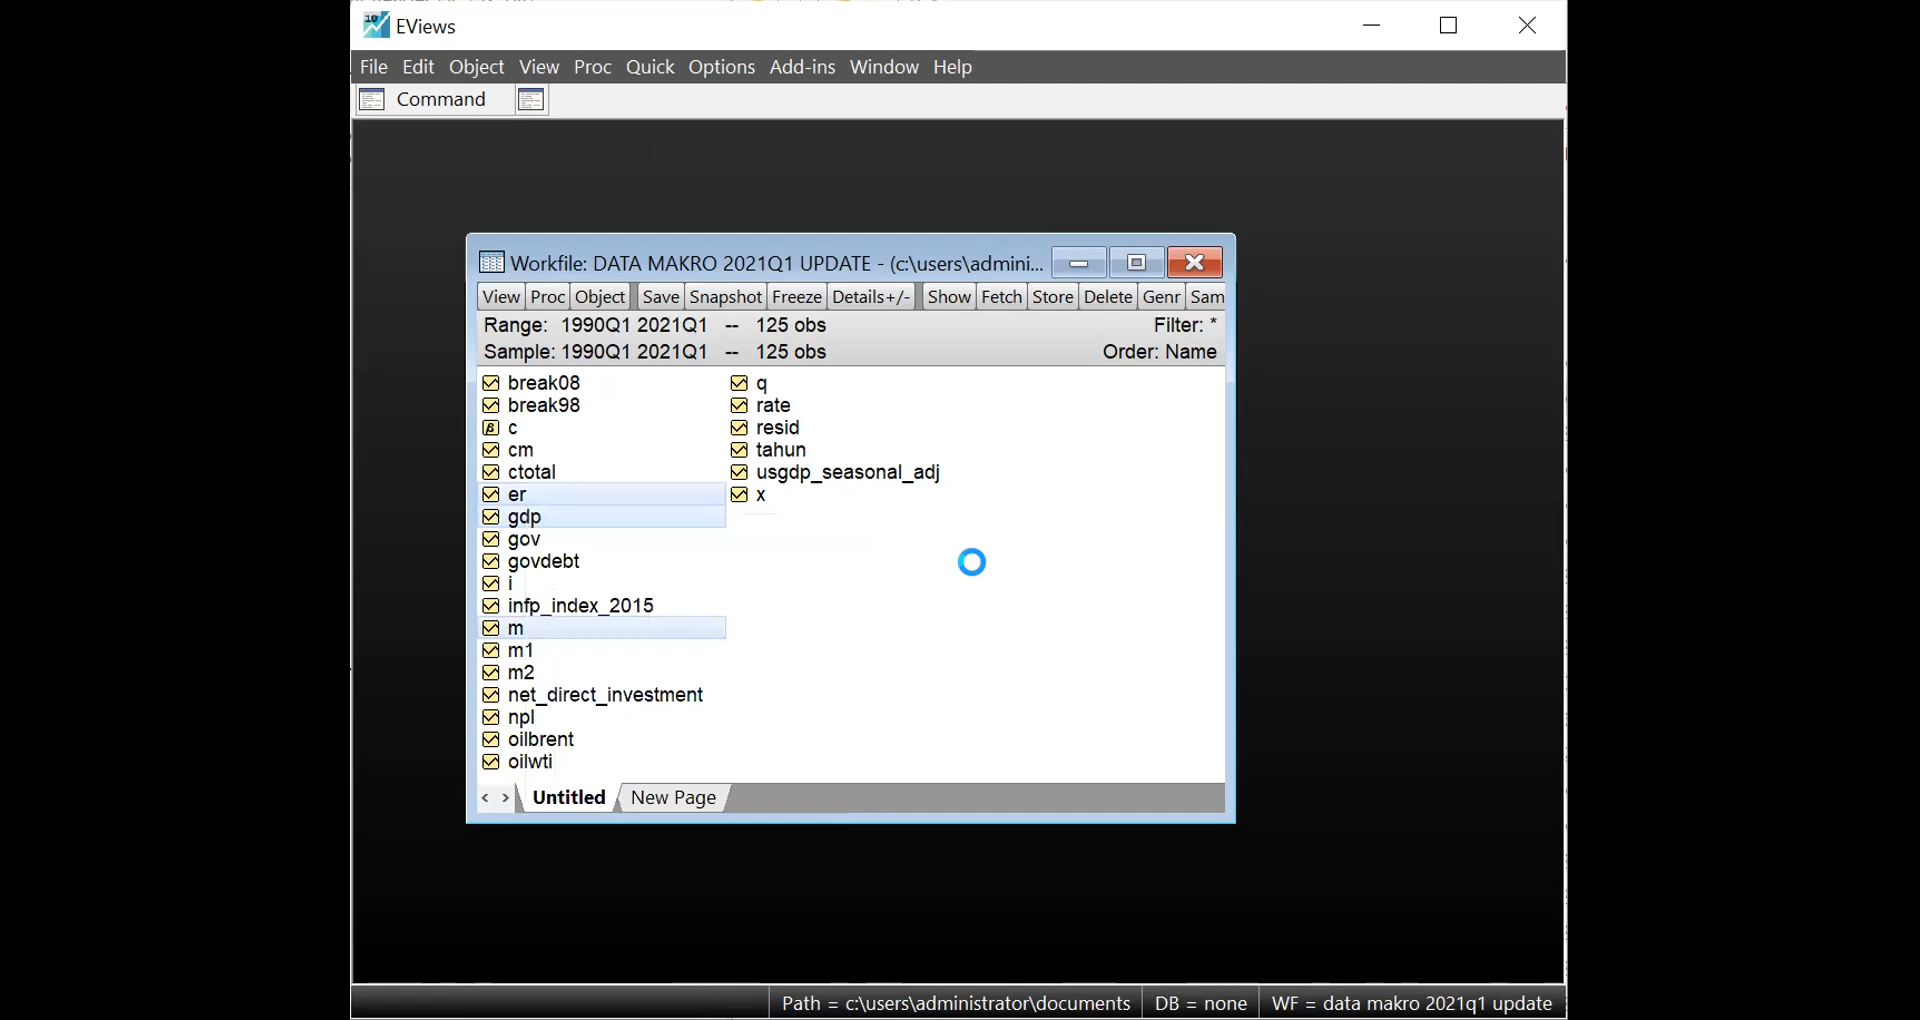 EViews
File Edit Object View Proc Quick Options Add-ins Window Help
Command
Workfile: DATA MAKRO 2021Q1 UPDATE - (c:\users\admini...
View Proc Object Save Snapshot Freeze Details+/- Show Fetch Store Delete Genr Sam
Range: 1990Q1 2021Q1 -- 125 obs Filter: *
Sample: 1990Q1 2021Q1 -- 125 obs Order: Name
break08
break98
c
cm
ctotal
er
gdp
gov
govdebt
i
infp_index_2015
m
m1
m2
net_direct_investment
npl
oilbrent
oilwti
q
rate
resid
tahun
usgdp_seasonal_adj
x
< > Untitled New Page
Path = c:\users\administrator\documents DB = none WF = data makro 2021q1 update